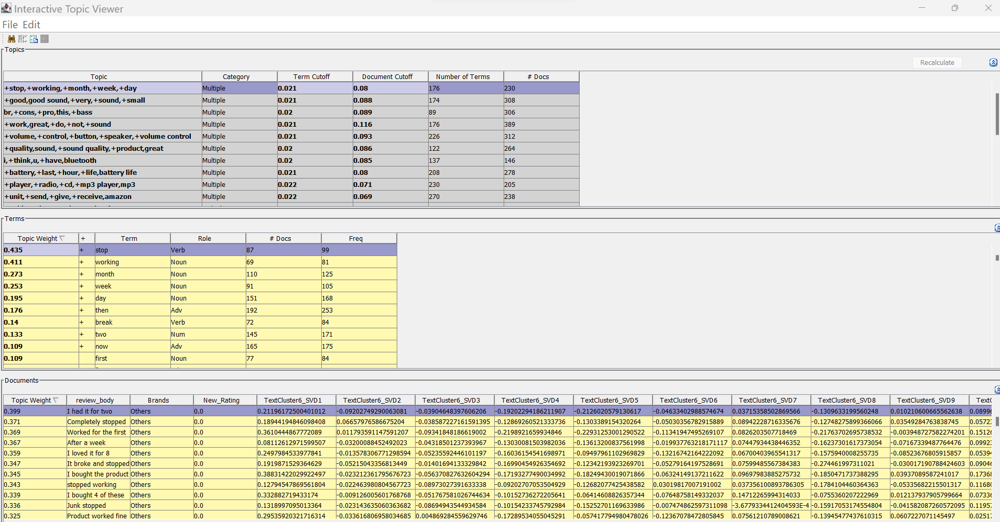 Interactive Topic Viewer
File Edit
Topics
Recalculate
Topic Category Term Cutoff Document Cutoff Number of Terms # Docs
+stop,+working,+month,+week,+day Multiple 0.021 0.08 176 230
+good,good sound,+very,+sound,+small Multiple 0.021 0.088 174 308
br,+cons,+pro,this,+bass Multiple 0.02 0.089 89 306
+work,great,+do,+not,+sound Multiple 0.021 0.116 176 389
+volume,+control,+button,+speaker,+volume control Multiple 0.021 0.093 226 312
+quality,sound,+sound quality,+product,great Multiple 0.02 0.086 122 264
i,+think,u,+have,bluetooth Multiple 0.02 0.085 137 146
+battery,+last,+hour,+life,battery life Multiple 0.021 0.08 208 278
+player,+radio,+cd,+mp3 player,mp3 Multiple 0.022 0.071 230 205
+unit,+send,+give,+receive,amazon Multiple 0.022 0.069 270 238
Terms
Topic Weight + Term Role # Docs Freq
0.435 + stop Verb 87 99
0.411 + working Noun 69 81
0.273 + month Noun 110 125
0.253 + week Noun 91 105
0.195 + day Noun 151 168
0.176 + then Adv 192 253
0.14 + break Verb 72 84
0.133 + two Num 145 171
0.109 + now Adv 165 175
0.109 first Noun 77 84
Documents
Topic Weight review_body Brands New_Rating TextCluster6_SVD1 TextCluster6_SVD2 TextCluster6_SVD3 TextCluster6_SVD4 TextCluster6_SVD5 TextCluster6_SVD6 TextCluster6_SVD7 TextCluster6_SVD8 TextCluster6_SVD9 TextC
0.399 I had it for two Others 0.0 0.21196172500401012 -0.09202749290063081 -0.03904648397606206 -0.19202294186211907 -0.2126020579130617 -0.04633402988574674 0.03715358502869566 -0.1309633199560248 0.010210600665562638 0.0899
0.371 Completely stopped Others 0.0 0.18944194846098408 0.06657976586675204 -0.038587227161591395 -0.12869260521333736 -0.1303389154320264 -0.05030356782915889 0.08942228716335676 -0.12748275899366066 0.03549284763838745 0.0572
0.369 Worked for the first Others 0.0 0.3610444867772089 0.011793591147591207 -0.09341848186619002 -0.2198921659934846 -0.22931253001290522 -0.11341947495269107 0.0826203507718469 -0.21763702695738532 -0.003948727582274201 0.1512
0.367 After a week Others 0.0 0.08112612971599507 -0.03200088452492023 -0.04318501237393967 -0.13030081503982036 -0.13613200837561998 -0.019937763218171117 0.07447934438446352 -0.16237301617373054 -0.07167339487764476 0.0992
0.359 I loved it for 8 Others 0.0 0.2497984533977841 -0.013578306771298594 -0.05235592446101197 -0.16036154541698971 -0.09497961102969829 -0.13216742164222092 0.06700403965541317 -0.1575940008255735 -0.0852367680591 5857 0.0539
0.347 It broke and stopped Others 0.0 0.1919871529364629 -0.05215043356813449 -0.01401694133329842 -0.16990454926354692 -0.12342193923269701 -0.05279164197528691 0.07599485567384383 -0.274461997311021 -0.030017190788424603 0.0904
0.345 I bought the product Others 0.0 0.38831422029922497 -0.023212361795676723 -0.056370827632604294 -0.17193277490034992 -0.18249430019071866 -0.06324149137211622 0.09697983885275732 -0.1850471737388295 0.03937089587241017 0.1736
0.343 stopped working Others 0.0 0.12794547869561804 -0.022463980804567723 -0.08973027391633338 -0.09202707053504929 -0.12682077425438582 0.03019817007191002 0.037356100893786305 -0.1784104460364363 -0.05335682215501317 0.1168
0.339 I bought 4 of these Others 0.0 0.332882719433174 -0.009126005601768768 -0.051767581026744634 -0.10152736272205641 -0.06414608826357344 -0.07648758149332037 0.14712265994314033 -0.0755360207222969 0.012137937905799664 0.0733
0.336 Junk stopped Others 0.0 0.1318997095013364 -0.023143635060363682 -0.08694943544934584 -0.10154233745792984 -0.15252701169633986 -0.007474862597311098 -3.6779334412404593E-4 -0.15917053174554804 -0.041582087260572095 0.1195
0.325 Product worked fine Others 0.0 0.29535920321716314 -0.033616806958034685 0.004869284559629746 -0.17289534055045291 -0.057417794980478026 -0.12367078472805845 0.07561210789008621 -0.13945477437610315 0.0607227071145497 0.0251